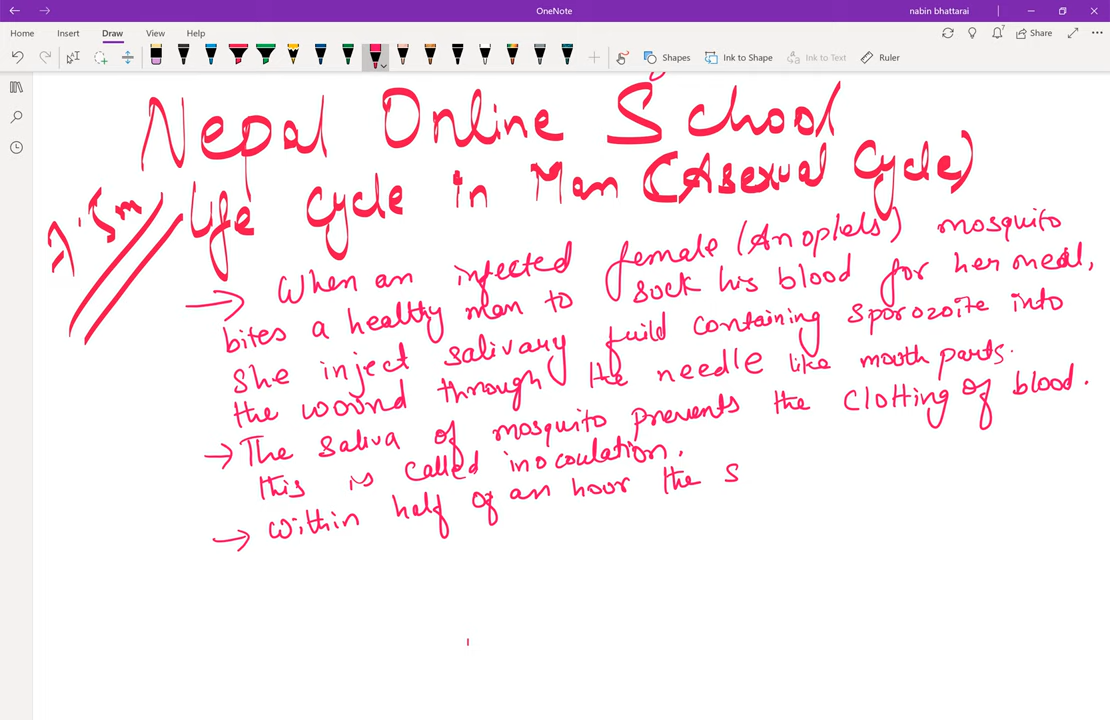 OneNote
nabin bhattarai
Home Insert Draw View Help
Share
Shapes Ink to Shape Ink to Text Ruler
Nepal Online School
Life cycle in Man (Asexual Cycle)
→ When an infected female (Anophels) mosquito
bites a healthy man to suck his blood for her meal,
she inject salivary fuild containing sporozoite into
the wound through the needle like mouth parts.
→ The saliva of mosquito prevents the clotting of blood.
this is called inoculation.
→ Within half of an hour the s